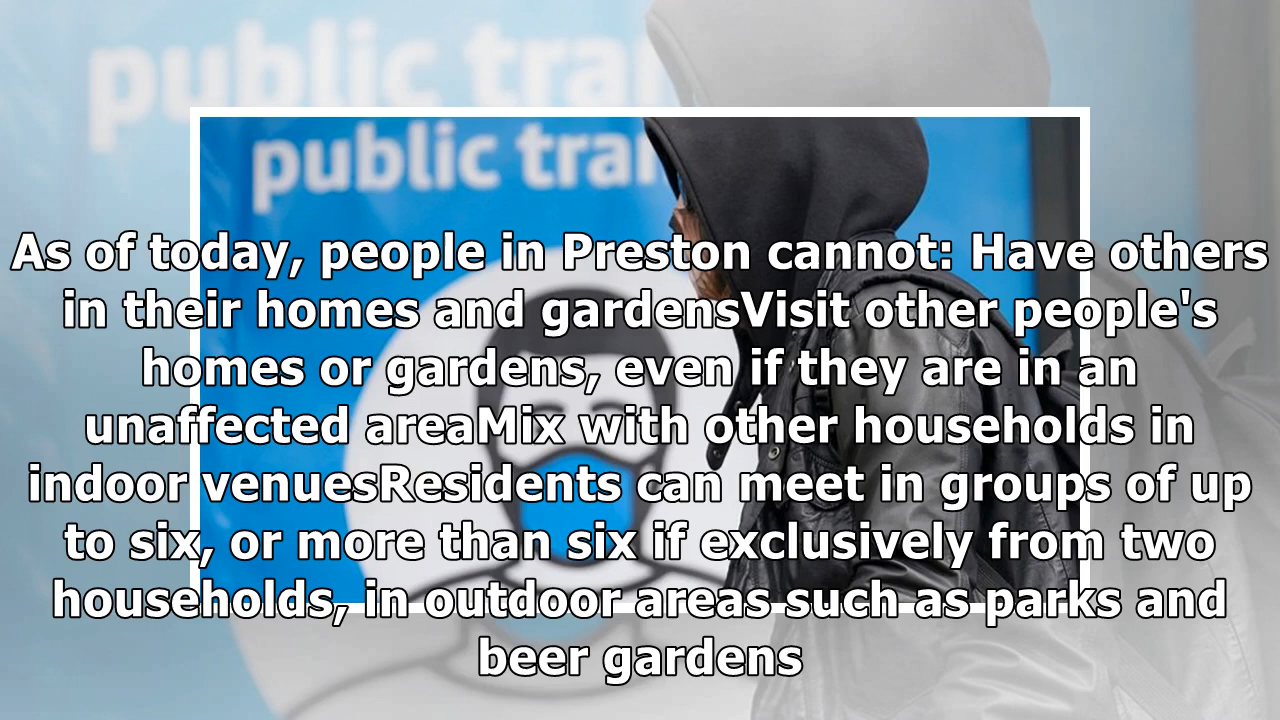 public tra
public tra
As of today, people in Preston cannot: Have others
in their homes and gardensVisit other people's
homes or gardens, even if they are in an
unaffected areaMix with other households in
indoor venuesResidents can meet in groups of up
to six, or more than six if exclusively from two
households, in outdoor areas such as parks and
beer gardens